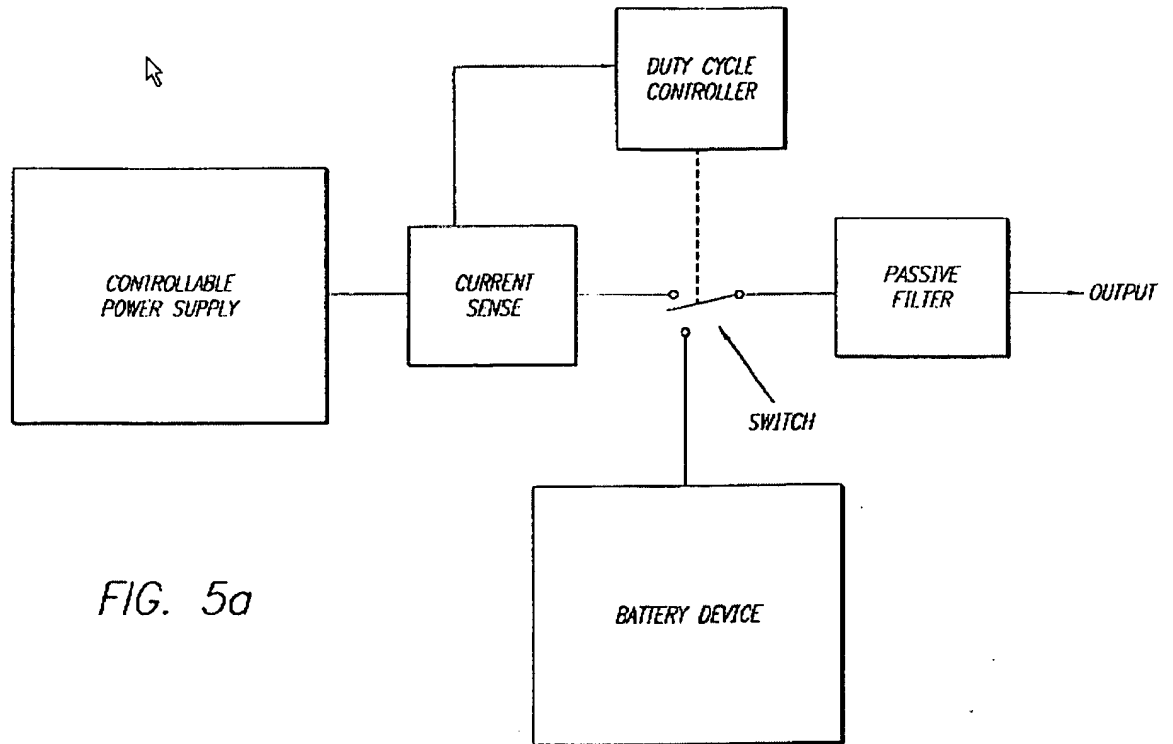 DUTY CYCLE
CONTROLLER
CONTROLLABLE
POWER SUPPLY
CURRENT
SENSE
PASSIVE
FILTER
OUTPUT
SWITCH
BATTERY DEVICE
FIG. 5a